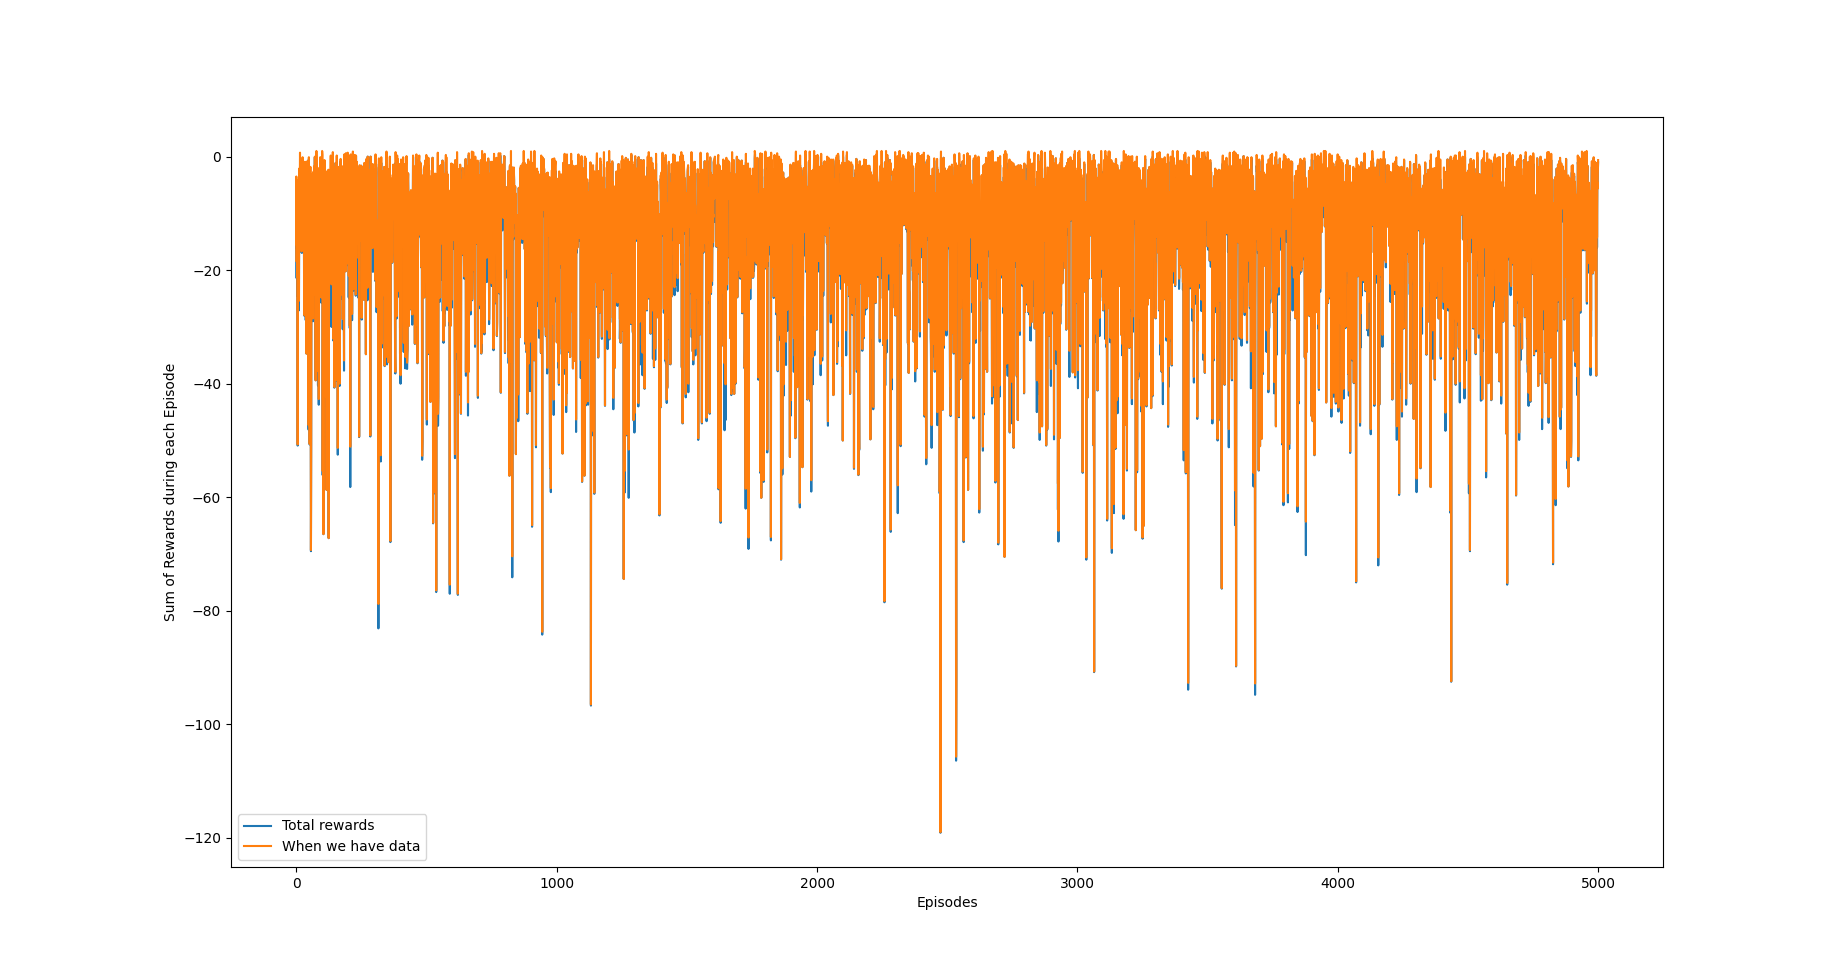 0
−20
−40
−60
−80
−100
−120
Sum of Rewards during each Episode
Total rewards
When we have data
0 1000 2000 3000 4000 5000
Episodes